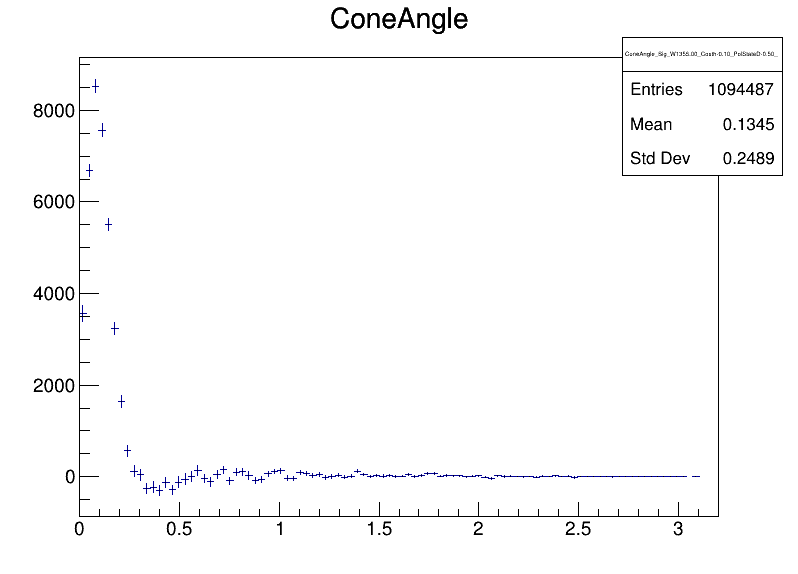 ConeAngle
ConeAngle_Sig_W1355.00_Costh-0.10_PolStateD-0.50_
Entries 1094487
Mean 0.1345
Std Dev 0.2489
8000
6000
4000
2000
0
0 0.5 1 1.5 2 2.5 3